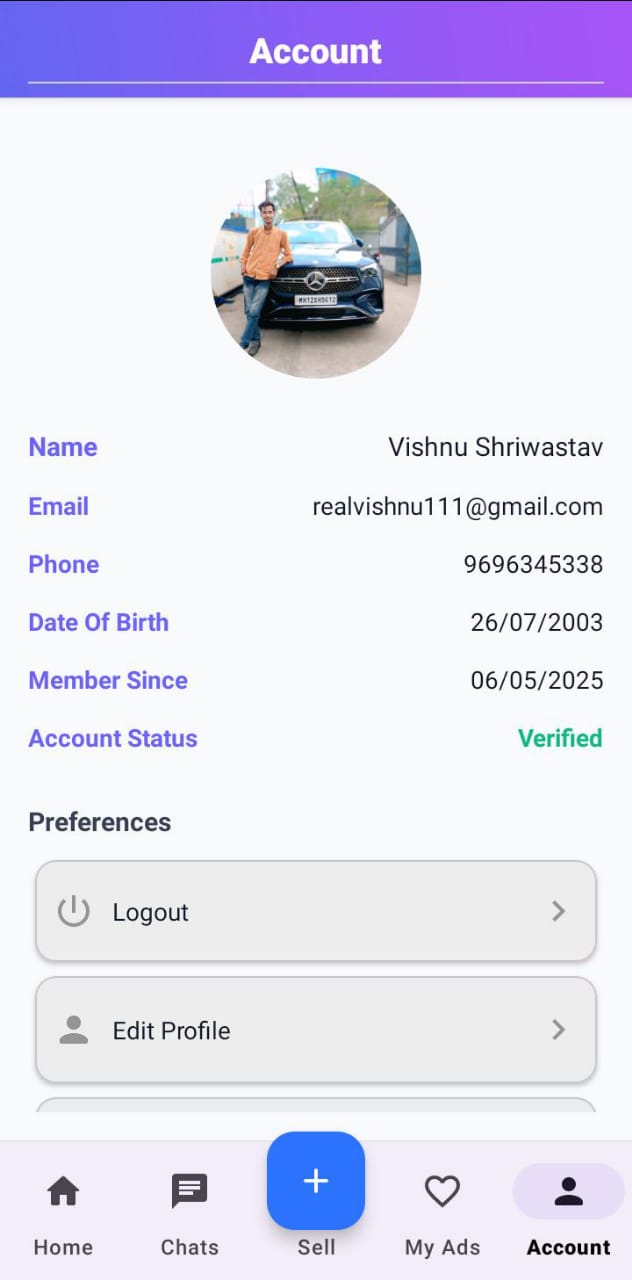 Account
MH12XH9612
Name Vishnu Shriwastav
Email realvishnu111@gmail.com
Phone 9696345338
Date Of Birth 26/07/2003
Member Since 06/05/2025
Account Status Verified
Preferences
Logout
Edit Profile
Home Chats Sell My Ads Account